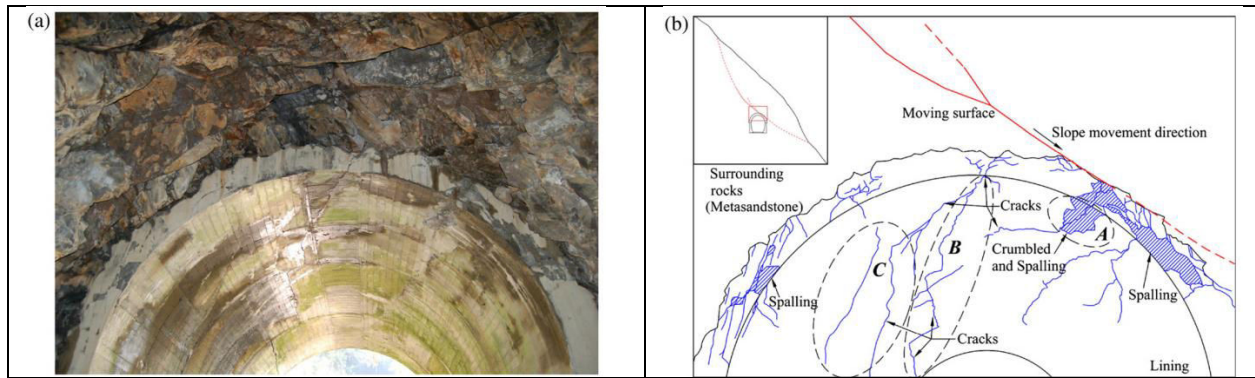 (a)
(b)
Moving surface
Slope movement direction
Surrounding
rocks
(Metasandstone)
Cracks
A
B
C
Crumbled
and Spalling
Spalling
Spalling
Cracks
Lining